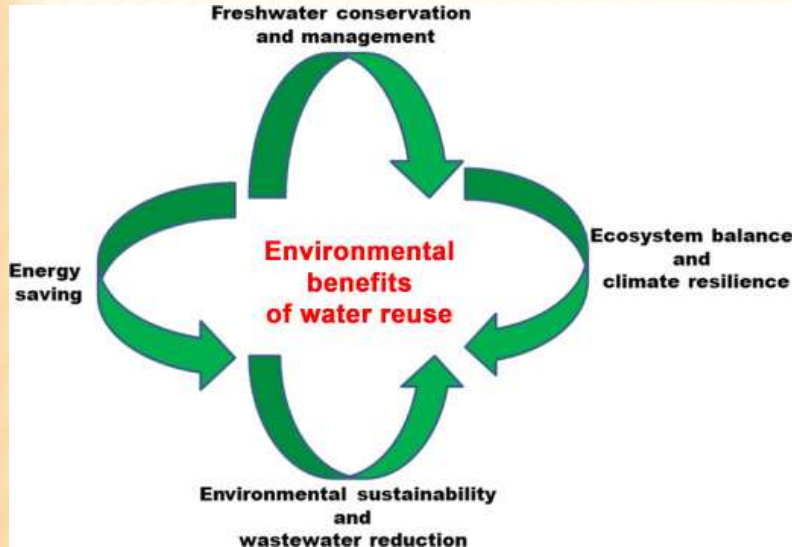 Freshwater conservation
and management
Energy
saving
Environmental
benefits
of water reuse
Ecosystem balance
and
climate resilience
Environmental sustainability
and
wastewater reduction